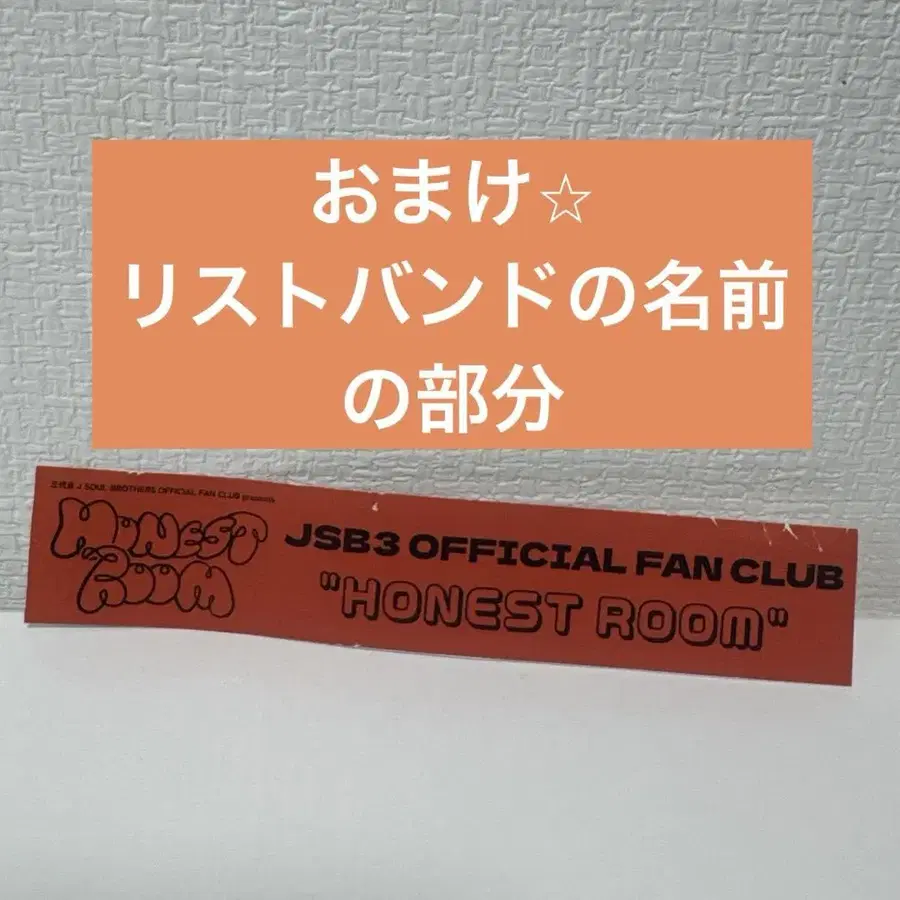 おまけ☆
リストバンドの名前
の部分
三代目 J SOUL BROTHERS OFFICIAL FAN CLUB presents
HONEST
ROOM
JSB3 OFFICIAL FAN CLUB
"HONEST ROOM"